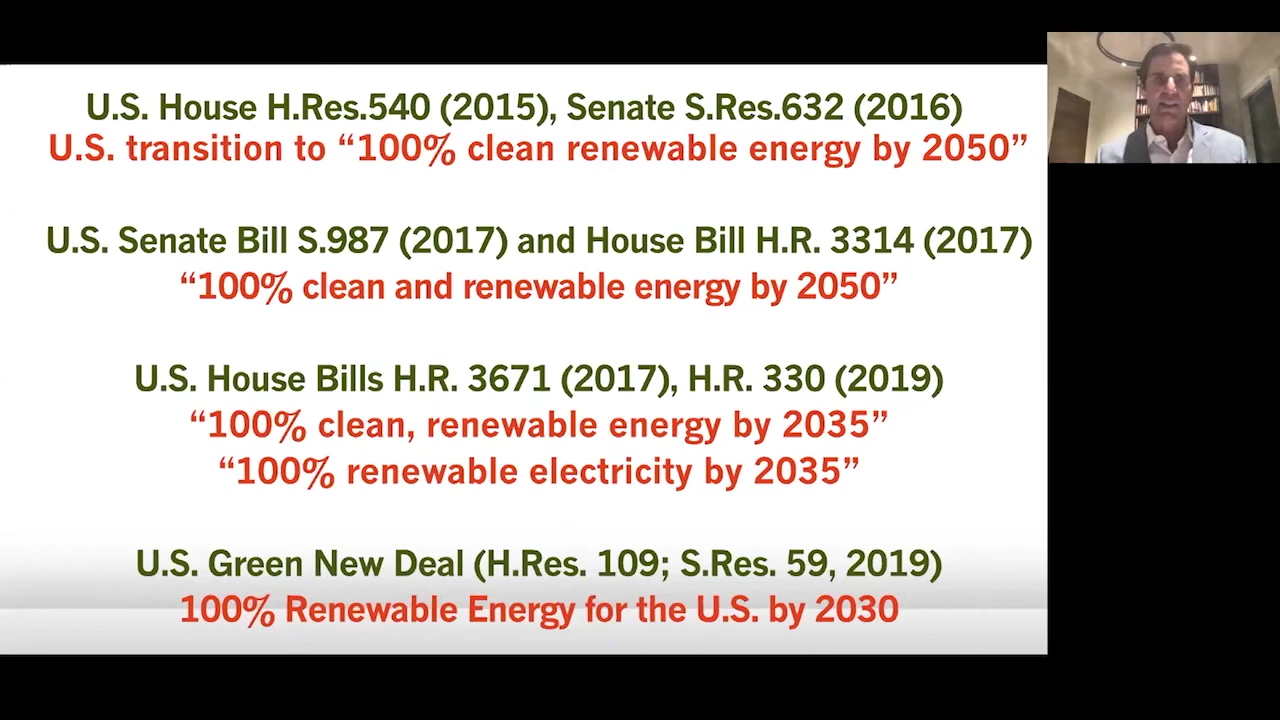 U.S. House H.Res.540 (2015), Senate S.Res.632 (2016)
U.S. transition to “100% clean renewable energy by 2050”
U.S. Senate Bill S.987 (2017) and House Bill H.R. 3314 (2017)
“100% clean and renewable energy by 2050”
U.S. House Bills H.R. 3671 (2017), H.R. 330 (2019)
“100% clean, renewable energy by 2035”
“100% renewable electricity by 2035”
U.S. Green New Deal (H.Res. 109; S.Res. 59, 2019)
100% Renewable Energy for the U.S. by 2030